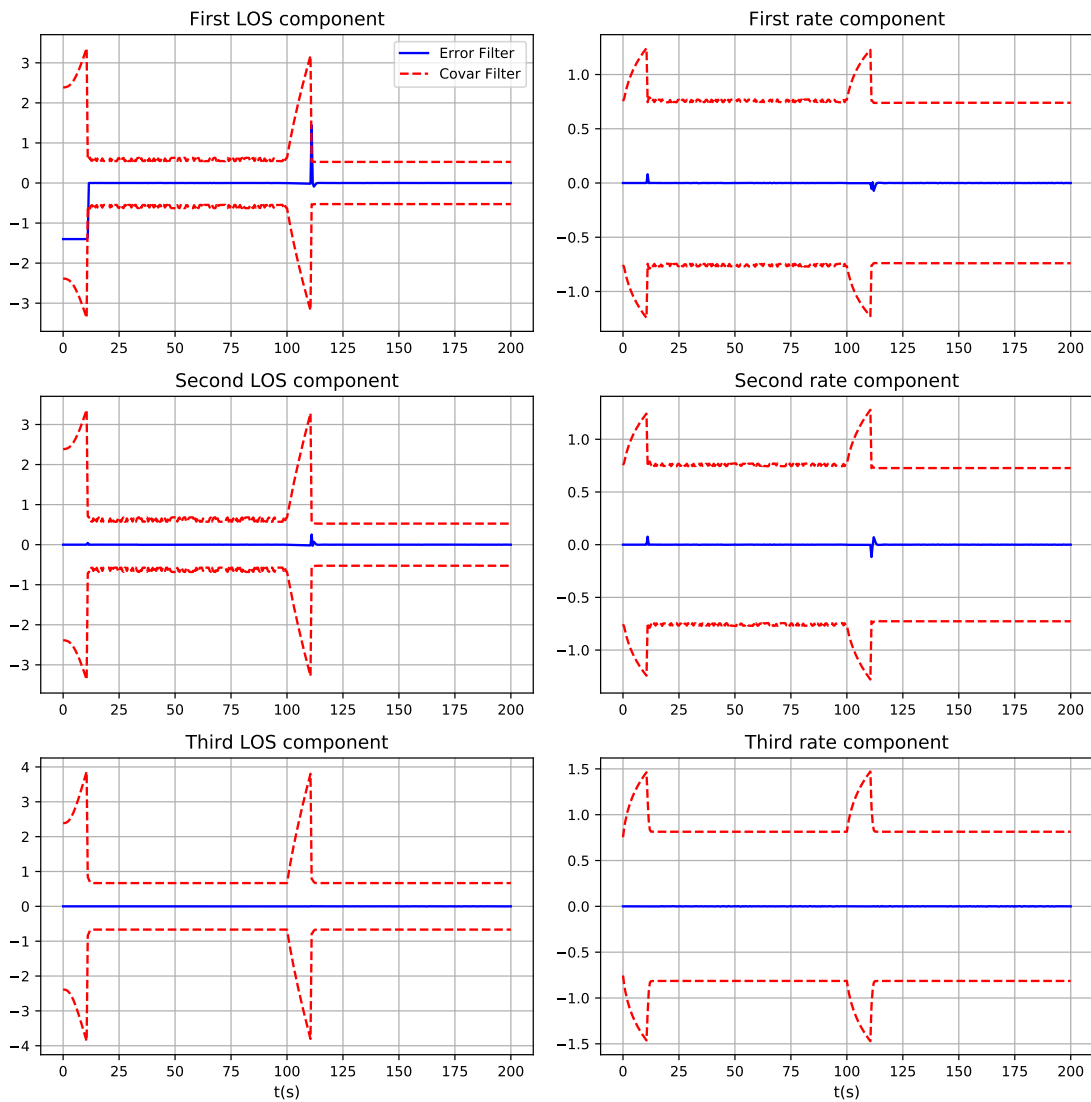 First LOS component
First rate component
3
2
1
0
−1
−2
−3
Error Filter
Covar Filter
1.0
0.5
0.0
−0.5
−1.0
0 25 50 75 100 125 150 175 200
0 25 50 75 100 125 150 175 200
Second LOS component
Second rate component
3
2
1
0
−1
−2
−3
1.0
0.5
0.0
−0.5
−1.0
0 25 50 75 100 125 150 175 200
0 25 50 75 100 125 150 175 200
Third LOS component
Third rate component
4
3
2
1
0
−1
−2
−3
−4
1.5
1.0
0.5
0.0
−0.5
−1.0
−1.5
0 25 50 75 100 125 150 175 200
0 25 50 75 100 125 150 175 200
t(s)
t(s)